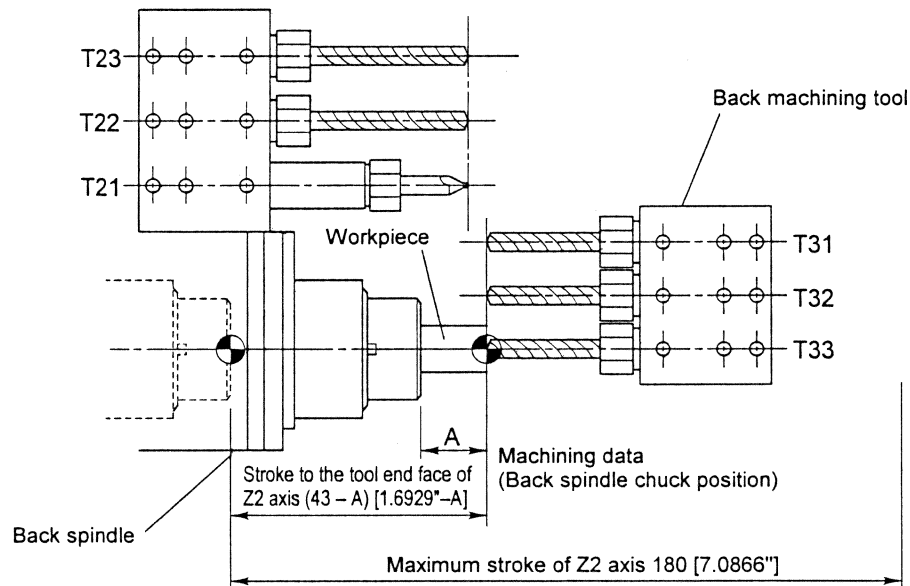 T23
T22
T21
Back machining tool
Workpiece
T31
T32
T33
A
Machining data
(Back spindle chuck position)
Stroke to the tool end face of
Z2 axis (43 – A) [1.6929"–A]
Back spindle
Maximum stroke of Z2 axis 180 [7.0866"]